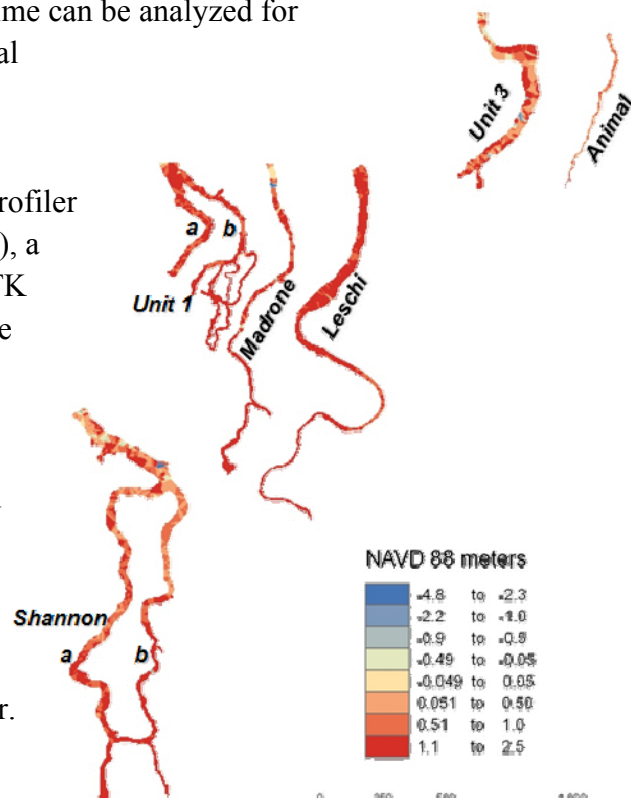 ime can be analyzed for
al
rofiler
), a
TK
e
r.
Unit 3
Animal
a
b
Unit 1
Madrone
Leschi
Shannon
a
b
NAVD 88 meters
-4.8 to -2.3
-2.2 to -1.0
-0.9 to -0.5
-0.49 to -0.05
-0.049 to 0.05
0.051 to 0.50
0.51 to 1.0
1.1 to 2.5